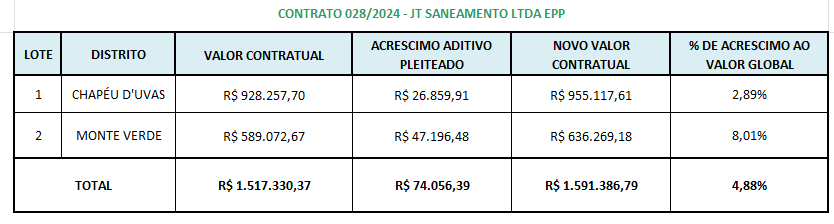 CONTRATO 028/2024 - JT SANEAMENTO LTDA EPP
LOTE DISTRITO VALOR CONTRATUAL ACRESCIMO ADITIVO PLEITEADO NOVO VALOR CONTRATUAL % DE ACRESCIMO AO VALOR GLOBAL
1 CHAPÉU D'UVAS R$ 928.257,70 R$ 26.859,91 R$ 955.117,61 2,89%
2 MONTE VERDE R$ 589.072,67 R$ 47.196,48 R$ 636.269,18 8,01%
TOTAL R$ 1.517.330,37 R$ 74.056,39 R$ 1.591.386,79 4,88%